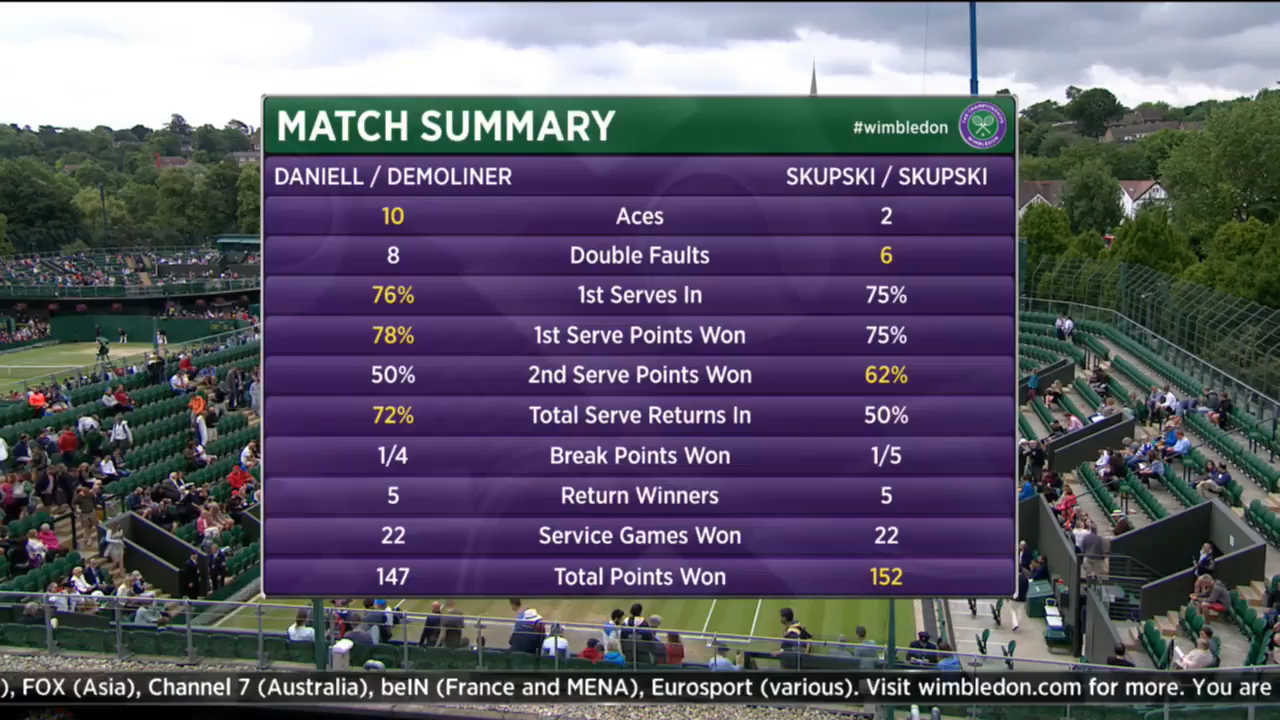 MATCH SUMMARY
#wimbledon
DANIELL / DEMOLINER SKUPSKI / SKUPSKI
10 Aces 2
8 Double Faults 6
76% 1st Serves In 75%
78% 1st Serve Points Won 75%
50% 2nd Serve Points Won 62%
72% Total Serve Returns In 50%
1/4 Break Points Won 1/5
5 Return Winners 5
22 Service Games Won 22
147 Total Points Won 152
), FOX (Asia), Channel 7 (Australia), beIN (France and MENA), Eurosport (various). Visit wimbledon.com for more. You are